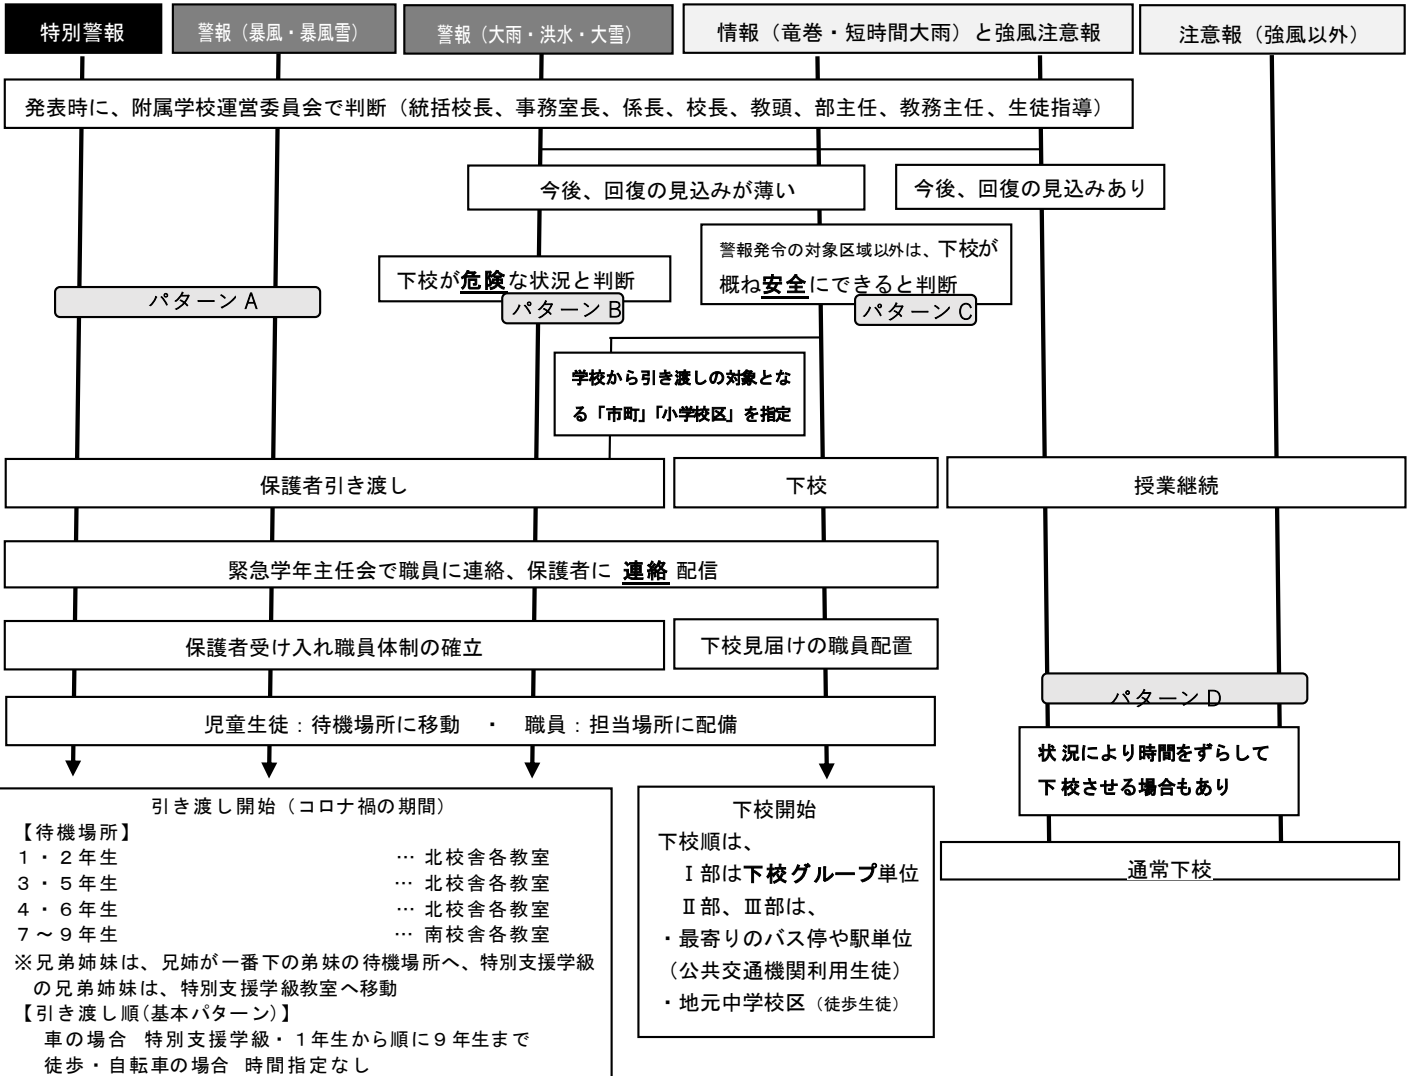 特別警報
警報（暴風・暴風雪）
警報（大雨・洪水・大雪）
情報（竜巻・短時間大雨）と強風注意報
注意報（強風以外）
発表時に、附属学校運営委員会で判断（統括校長、事務室長、係長、校長、教頭、部主任、教務主任、生徒指導）
今後、回復の見込みが薄い
今後、回復の見込みあり
下校が危険な状況と判断
警報発令の対象区域以外は、下校が
概ね安全にできると判断
パターンA
パターンB
パターンC
学校から引き渡しの対象とな
る「市町」「小学校区」を指定
保護者引き渡し
下校
授業継続
緊急学年主任会で職員に連絡、保護者に 連絡 配信
保護者受け入れ職員体制の確立
下校見届けの職員配置
児童生徒：待機場所に移動　・　職員：担当場所に配備
パターンD
状況により時間をずらして
下校させる場合もあり
通常下校
引き渡し開始（コロナ禍の期間）
【待機場所】
１・２年生　… 北校舎各教室
３・５年生　… 北校舎各教室
４・６年生　… 北校舎各教室
７～９年生　… 南校舎各教室
※兄弟姉妹は、兄姉が一番下の弟妹の待機場所へ、特別支援学級
の兄弟姉妹は、特別支援学級教室へ移動
【引き渡し順(基本パターン)】
車の場合　特別支援学級・１年生から順に９年生まで
徒歩・自転車の場合　時間指定なし
下校開始
下校順は、
Ⅰ部は下校グループ単位
Ⅱ部、Ⅲ部は、
・最寄りのバス停や駅単位
（公共交通機関利用生徒）
・地元中学校区（徒歩生徒）